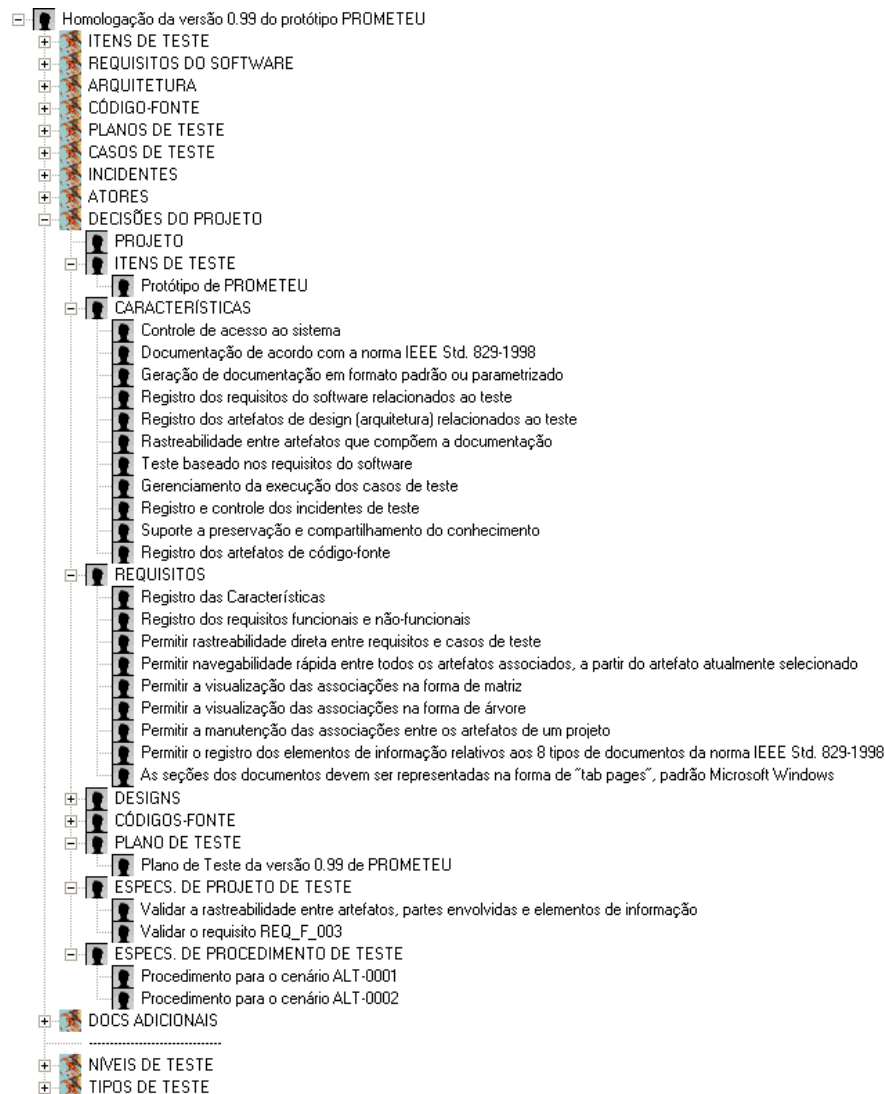 Homologação da versão 0.99 do protótipo PROMETEU
ITENS DE TESTE
REQUISITOS DO SOFTWARE
ARQUITETURA
CÓDIGO-FONTE
PLANOS DE TESTE
CASOS DE TESTE
INCIDENTES
ATORES
DECISÕES DO PROJETO
PROJETO
ITENS DE TESTE
Protótipo de PROMETEU
CARACTERÍSTICAS
Controle de acesso ao sistema
Documentação de acordo com a norma IEEE Std. 829-1998
Geração de documentação em formato padrão ou parametrizado
Registro dos requisitos do software relacionados ao teste
Registro dos artefatos de design (arquitetura) relacionados ao teste
Rastreabilidade entre artefatos que compõem a documentação
Teste baseado nos requisitos do software
Gerenciamento da execução dos casos de teste
Registro e controle dos incidentes de teste
Suporte a preservação e compartilhamento do conhecimento
Registro dos artefatos de código-fonte
REQUISITOS
Registro das Características
Registro dos requisitos funcionais e não-funcionais
Permitir rastreabilidade direta entre requisitos e casos de teste
Permitir navegabilidade rápida entre todos os artefatos associados, a partir do artefato atualmente selecionado
Permitir a visualização das associações na forma de matriz
Permitir a visualização das associações na forma de árvore
Permitir a manutenção das associações entre os artefatos de um projeto
Permitir o registro dos elementos de informação relativos aos 8 tipos de documentos da norma IEEE Std. 829-1998
As seções dos documentos devem ser representadas na forma de "tab pages", padrão Microsoft Windows
DESIGNS
CÓDIGOS-FONTE
PLANO DE TESTE
Plano de Teste da versão 0.99 de PROMETEU
ESPECS. DE PROJETO DE TESTE
Validar a rastreabilidade entre artefatos, partes envolvidas e elementos de informação
Validar o requisito REQ_F_003
ESPECS. DE PROCEDIMENTO DE TESTE
Procedimento para o cenário ALT-0001
Procedimento para o cenário ALT-0002
DOCS ADICIONAIS
--------------------------------
NÍVEIS DE TESTE
TIPOS DE TESTE